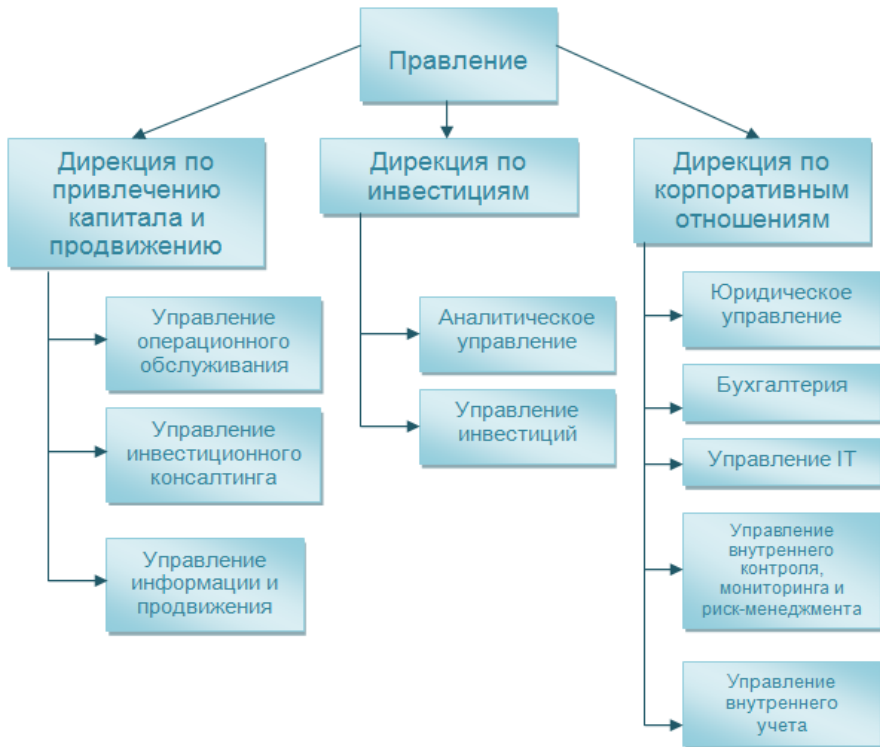 Правление
Дирекция по
привлечению
капитала и
продвижению
Управление
операционного
обслуживания
Управление
инвестиционного
консалтинга
Управление
информации и
продвижения
Дирекция по
инвестициям
Аналитическое
управление
Управление
инвестиций
Дирекция по
корпоративным
отношениям
Юридическое
управление
Бухгалтерия
Управление IT
Управление
внутреннего
контроля,
мониторинга и
риск-менеджмента
Управление
внутреннего
учета